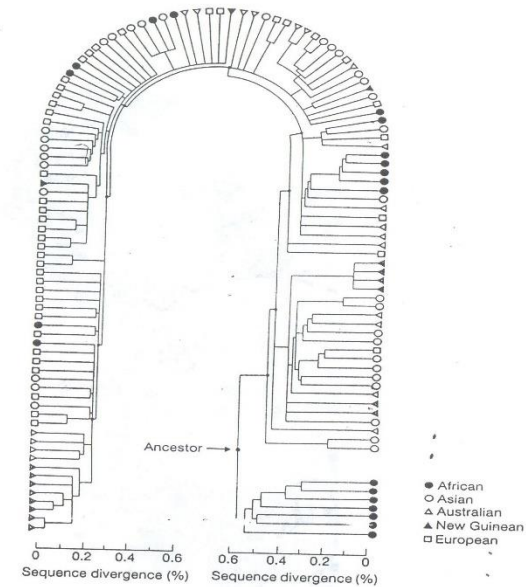 Ancestor
African
Asian
Australian
New Guinean
European
0 0.2 0.4 0.6
0.6 0.4 0.2 0
Sequence divergence (%)
Sequence divergence (%)